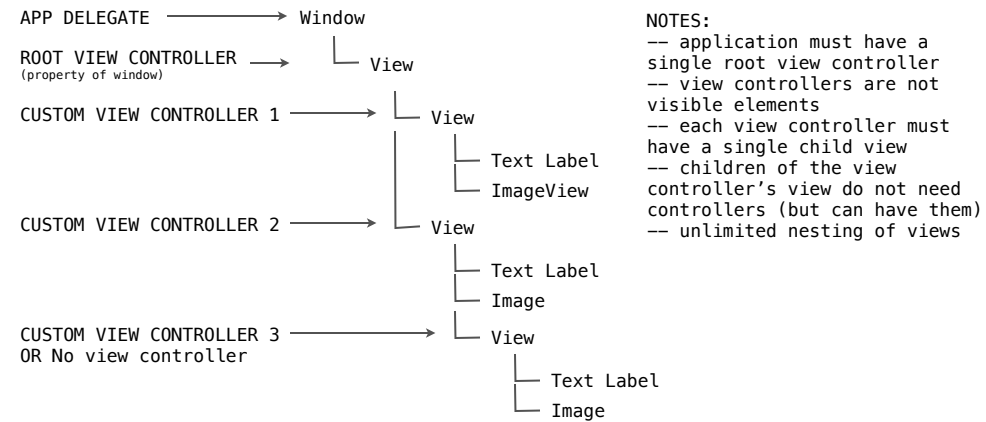 APP DELEGATE
Window
ROOT VIEW CONTROLLER
(property of window)
View
CUSTOM VIEW CONTROLLER 1
View
Text Label
ImageView
CUSTOM VIEW CONTROLLER 2
View
Text Label
Image
CUSTOM VIEW CONTROLLER 3
OR No view controller
View
Text Label
Image
NOTES:
—— application must have a
single root view controller
—— view controllers are not
visible elements
—— each view controller must
have a single child view
—— children of the view
controller’s view do not need
controllers (but can have them)
—— unlimited nesting of views